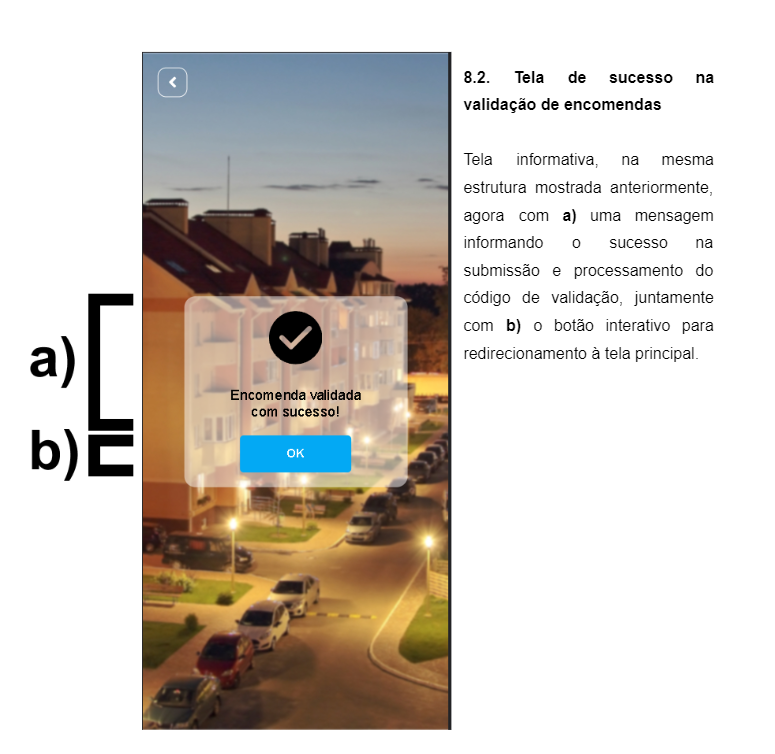 8.2. Tela de sucesso na
validação de encomendas
Tela informativa, na mesma
estrutura mostrada anteriormente,
agora com a) uma mensagem
informando o sucesso na
submissão e processamento do
código de validação, juntamente
com b) o botão interativo para
redirecionamento à tela principal.
a)
b)
Encomenda validada
com sucesso!
OK